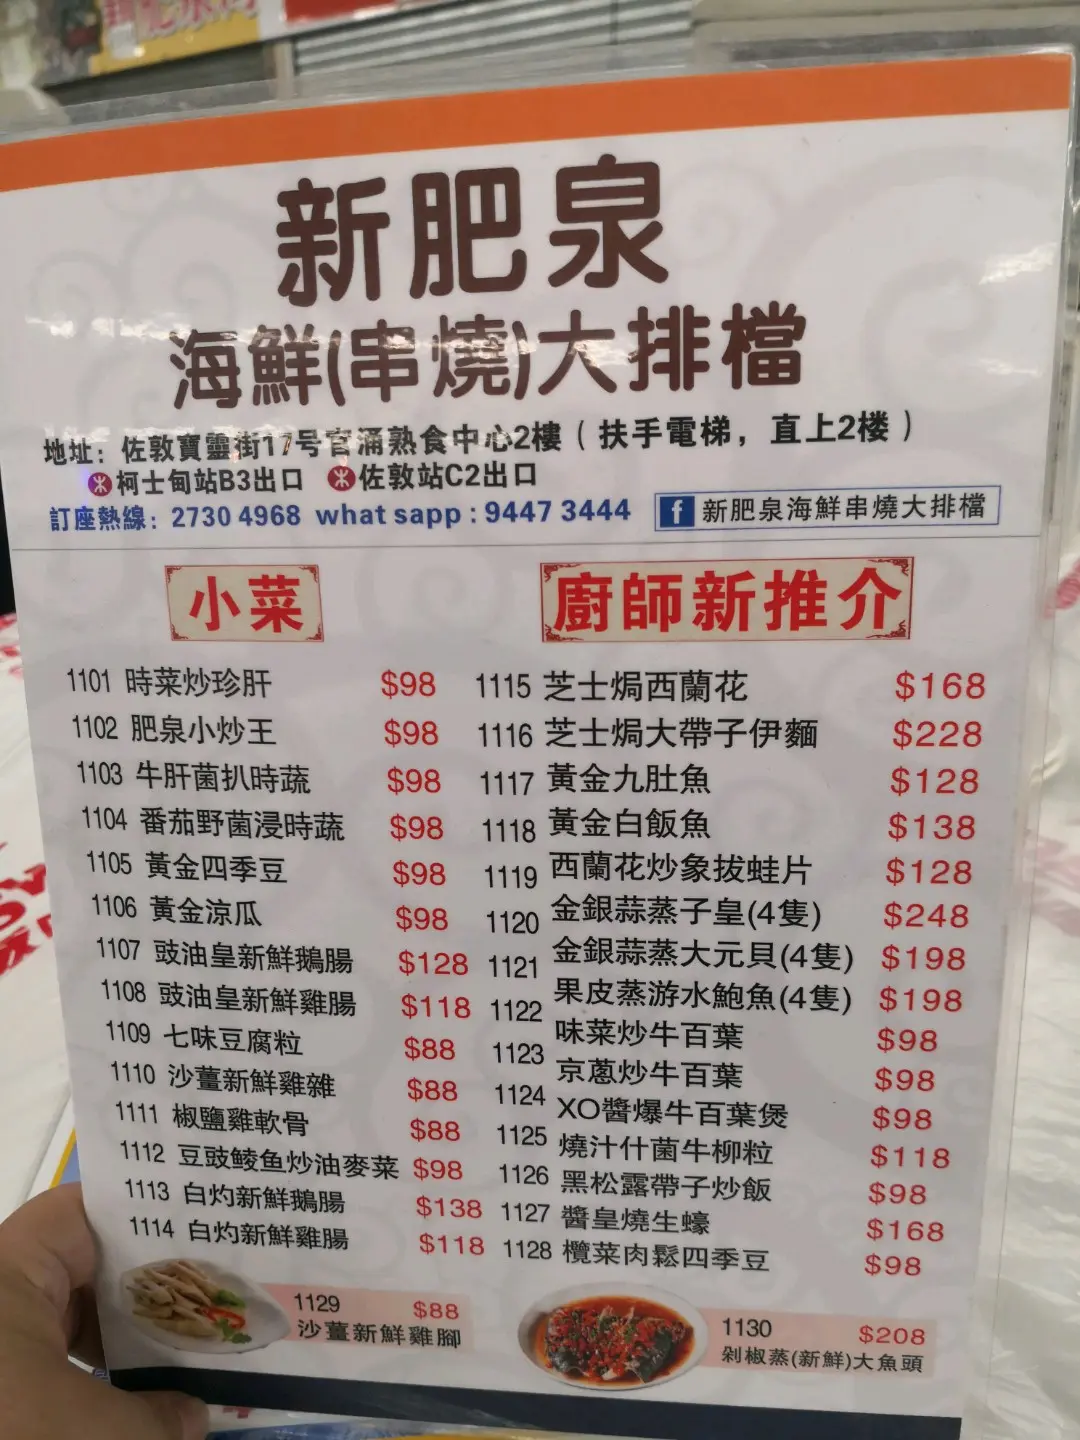 新肥泉
海鮮(串燒)大排檔
地址：佐敦寶靈街17号官涌熟食中心2樓（扶手電梯，直上2楼）
柯士甸站B3出口 佐敦站C2出口
訂座熱線：2730 4968 what sapp : 9447 3444
f 新肥泉海鮮串燒大排檔
小菜
1101 時菜炒珍肝 $98
1102 肥泉小炒王 $98
1103 牛肝菌扒時蔬 $98
1104 番茄野菌浸時蔬 $98
1105 黃金四季豆 $98
1106 黃金涼瓜 $98
1107 豉油皇新鮮鵝腸 $128
1108 豉油皇新鮮雞腸 $118
1109 七味豆腐粒 $88
1110 沙薑新鮮雞雜 $88
1111 椒鹽雞軟骨 $88
1112 豆豉鲮鱼炒油麥菜 $98
1113 白灼新鮮鵝腸 $138
1114 白灼新鮮雞腸 $118
廚師新推介
1115 芝士焗西蘭花 $168
1116 芝士焗大帶子伊麵 $228
1117 黃金九肚魚 $128
1118 黃金白飯魚 $138
1119 西蘭花炒象拔蛙片 $128
1120 金銀蒜蒸子皇(4隻) $248
1121 金銀蒜蒸大元貝(4隻) $198
1122 果皮蒸游水鮑魚(4隻) $198
1123 味菜炒牛百葉 $98
1124 京蔥炒牛百葉 $98
1125 XO醬爆牛百葉煲 $98
1126 燒汁什菌牛柳粒 $118
1127 黑松露帶子炒飯 $98
1128 醬皇燒生蠔 $168
欖菜肉鬆四季豆 $98
1129 $88
沙薑新鮮雞腳
1130 $208
剁椒蒸(新鮮)大魚頭